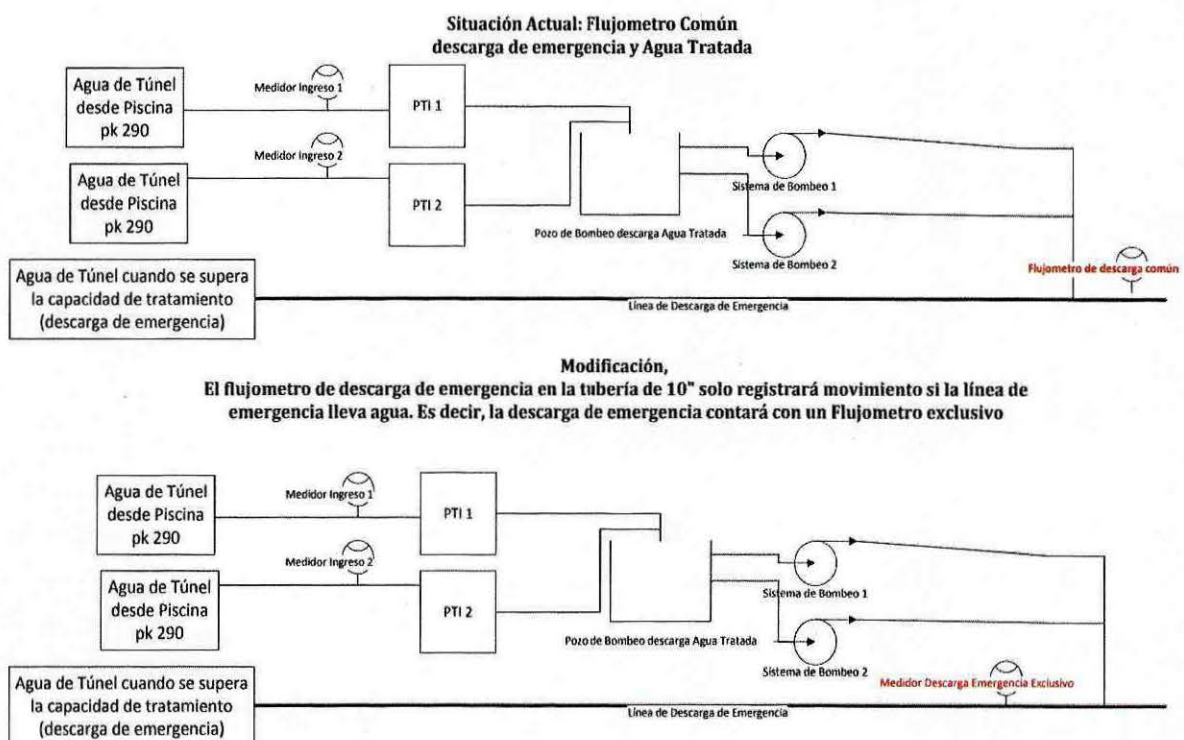 Situación Actual: Flujometro Común
descarga de emergencia y Agua Tratada
Agua de Túnel
desde Piscina
pk 290
Medidor Ingreso 1
PTI 1
Agua de Túnel
desde Piscina
pk 290
Medidor Ingreso 2
PTI 2
Pozo de Bombeo descarga Agua Tratada
Sistema de Bombeo 1
Sistema de Bombeo 2
Flujometro de descarga común
Agua de Túnel cuando se supera
la capacidad de tratamiento
(descarga de emergencia)
Línea de Descarga de Emergencia
Modificación,
El flujometro de descarga de emergencia en la tubería de 10" solo registrará movimiento si la línea de
emergencia lleva agua. Es decir, la descarga de emergencia contará con un Flujometro exclusivo
Agua de Túnel
desde Piscina
pk 290
Medidor Ingreso 1
PTI 1
Agua de Túnel
desde Piscina
pk 290
Medidor Ingreso 2
PTI 2
Pozo de Bombeo descarga Agua Tratada
Sistema de Bombeo 1
Sistema de Bombeo 2
Medidor Descarga Emergencia Exclusivo
Agua de Túnel cuando se supera
la capacidad de tratamiento
(descarga de emergencia)
Línea de Descarga de Emergencia